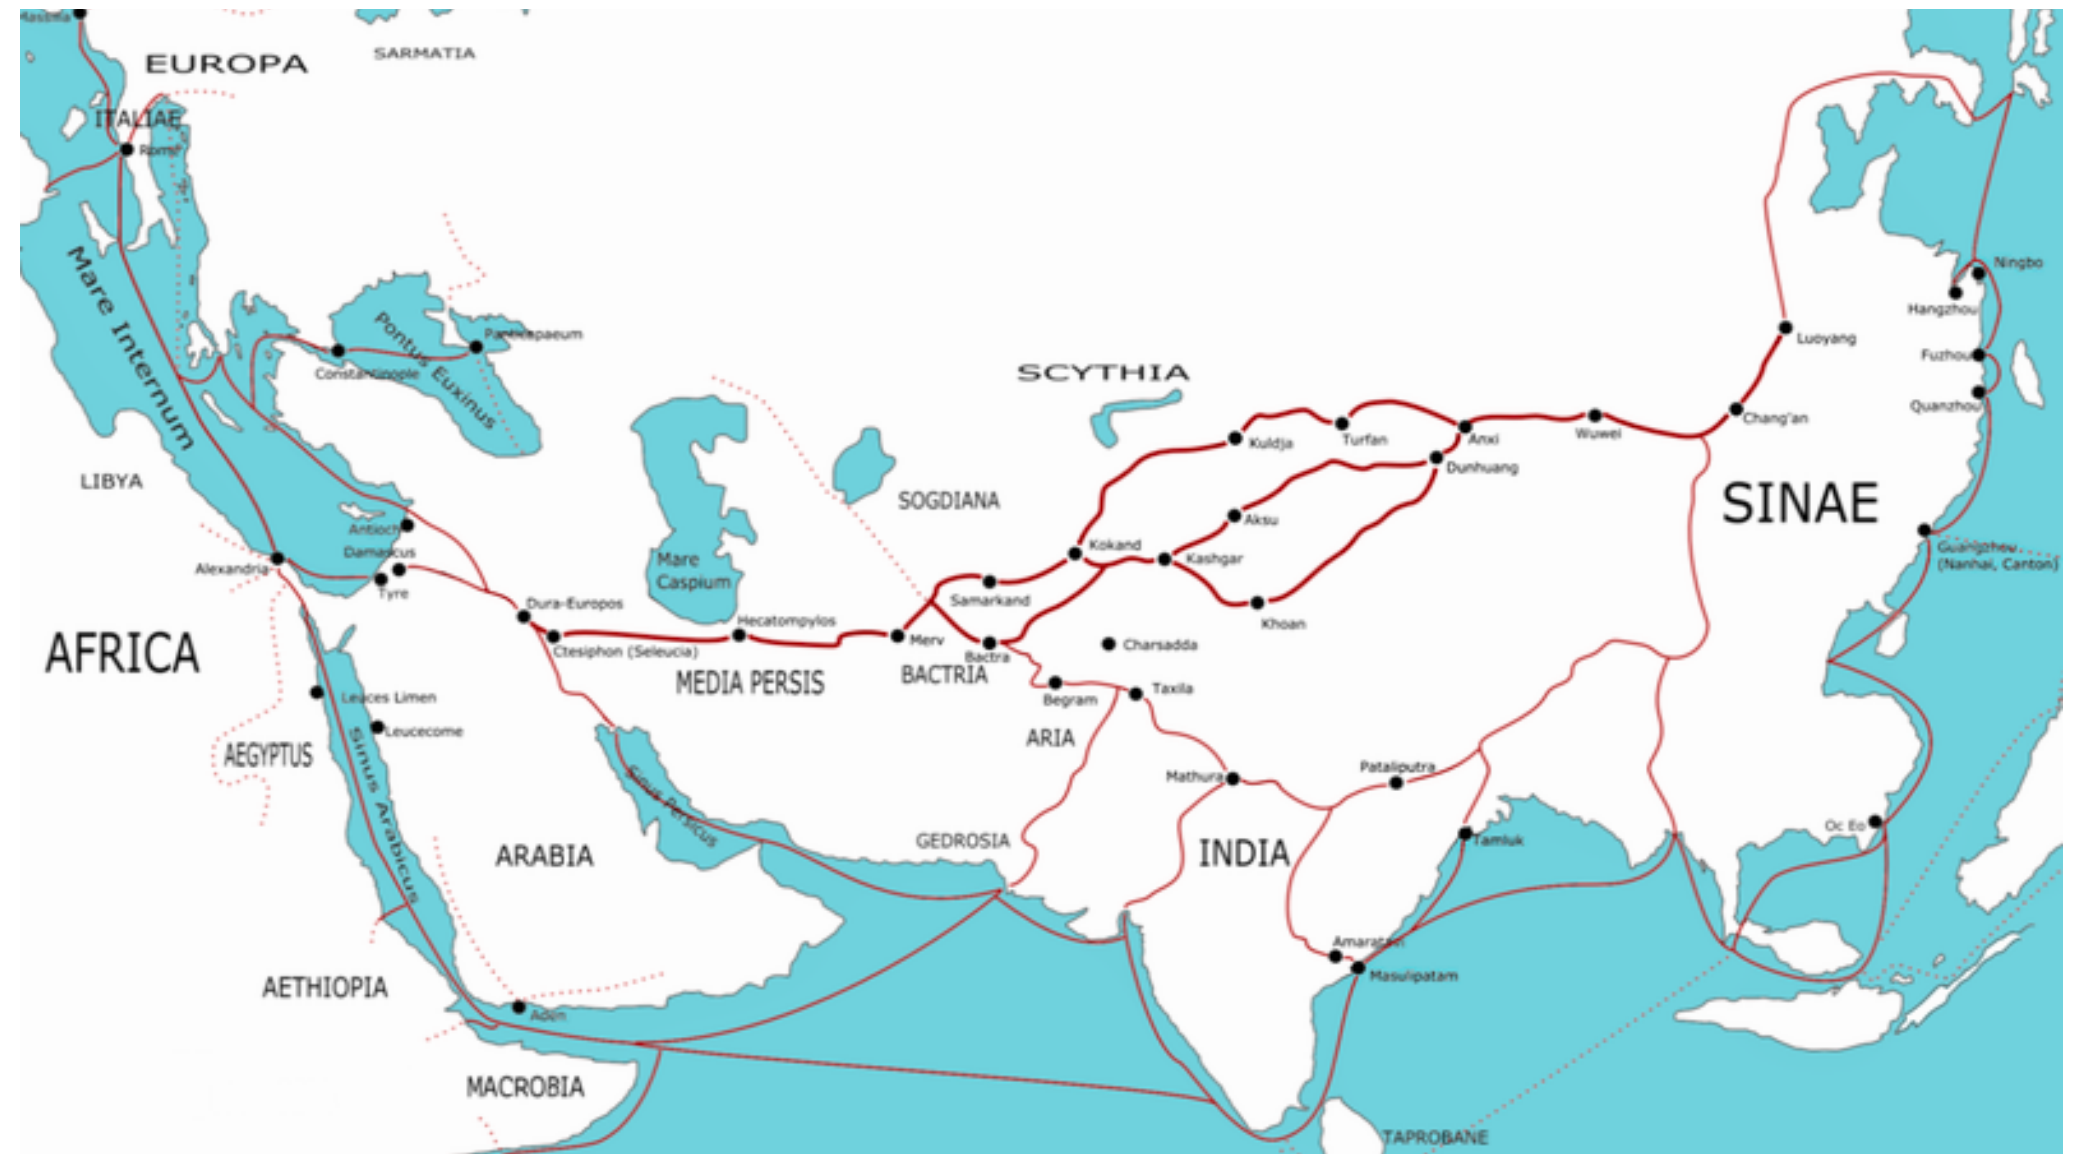 Massilia
EUROPA
SARMATIA
ITALIAE
Rome
Mare Internum
Pontus Euxinus
Panticapaeum
Constantinople
SCYTHIA
Ningbo
Hangzhou
Luoyang
Fuzhou
Quanzhou
Chang'an
Kuldja
Turfan
Anxi
Wuwei
Dunhuang
LIBYA
SOGDIANA
SINAE
Antioch
Damascus
Aksu
Kokand
Kashgar
Alexandria
Tyre
Mare
Caspium
Guangzhou
(Nanhai, Canton)
Samarkand
Dura-Europos
Hecatompylos
Khoan
AFRICA
Merv
Charsadda
Ctesiphon (Seleucia)
Bactra
MEDIA PERSIS
BACTRIA
Begram
Taxila
Leuces Limen
Leucecome
AEGYPTUS
Sinus Arabicus
ARIA
Sinus Persicus
Mathura
Pataliputra
GEDROSIA
ARABIA
INDIA
Tamluk
Oc Eo
Amaratavi
Masulipatam
AETHIOPIA
Aden
MACROBIA
TAPROBANE